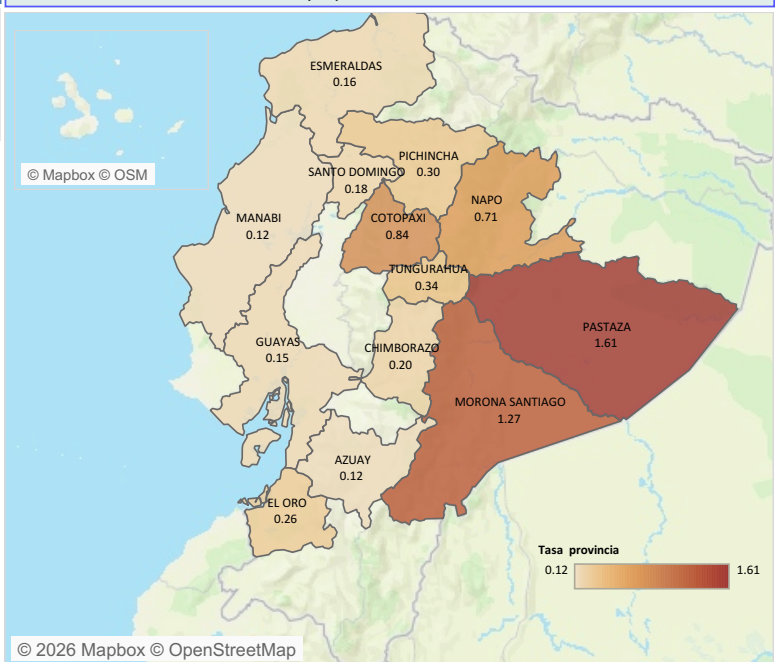 ESMERALDAS
0.16
© Mapbox © OSM
PICHINCHA
0.30
SANTO DOMINGO
0.18
NAPO
0.71
MANABI
0.12
COTOPAXI
0.84
TUNGURAHUA
0.34
PASTAZA
1.61
GUAYAS
0.15
CHIMBORAZO
0.20
MORONA SANTIAGO
1.27
AZUAY
0.12
EL ORO
0.26
Tasa provincia
0.12 1.61
© 2026 Mapbox © OpenStreetMap